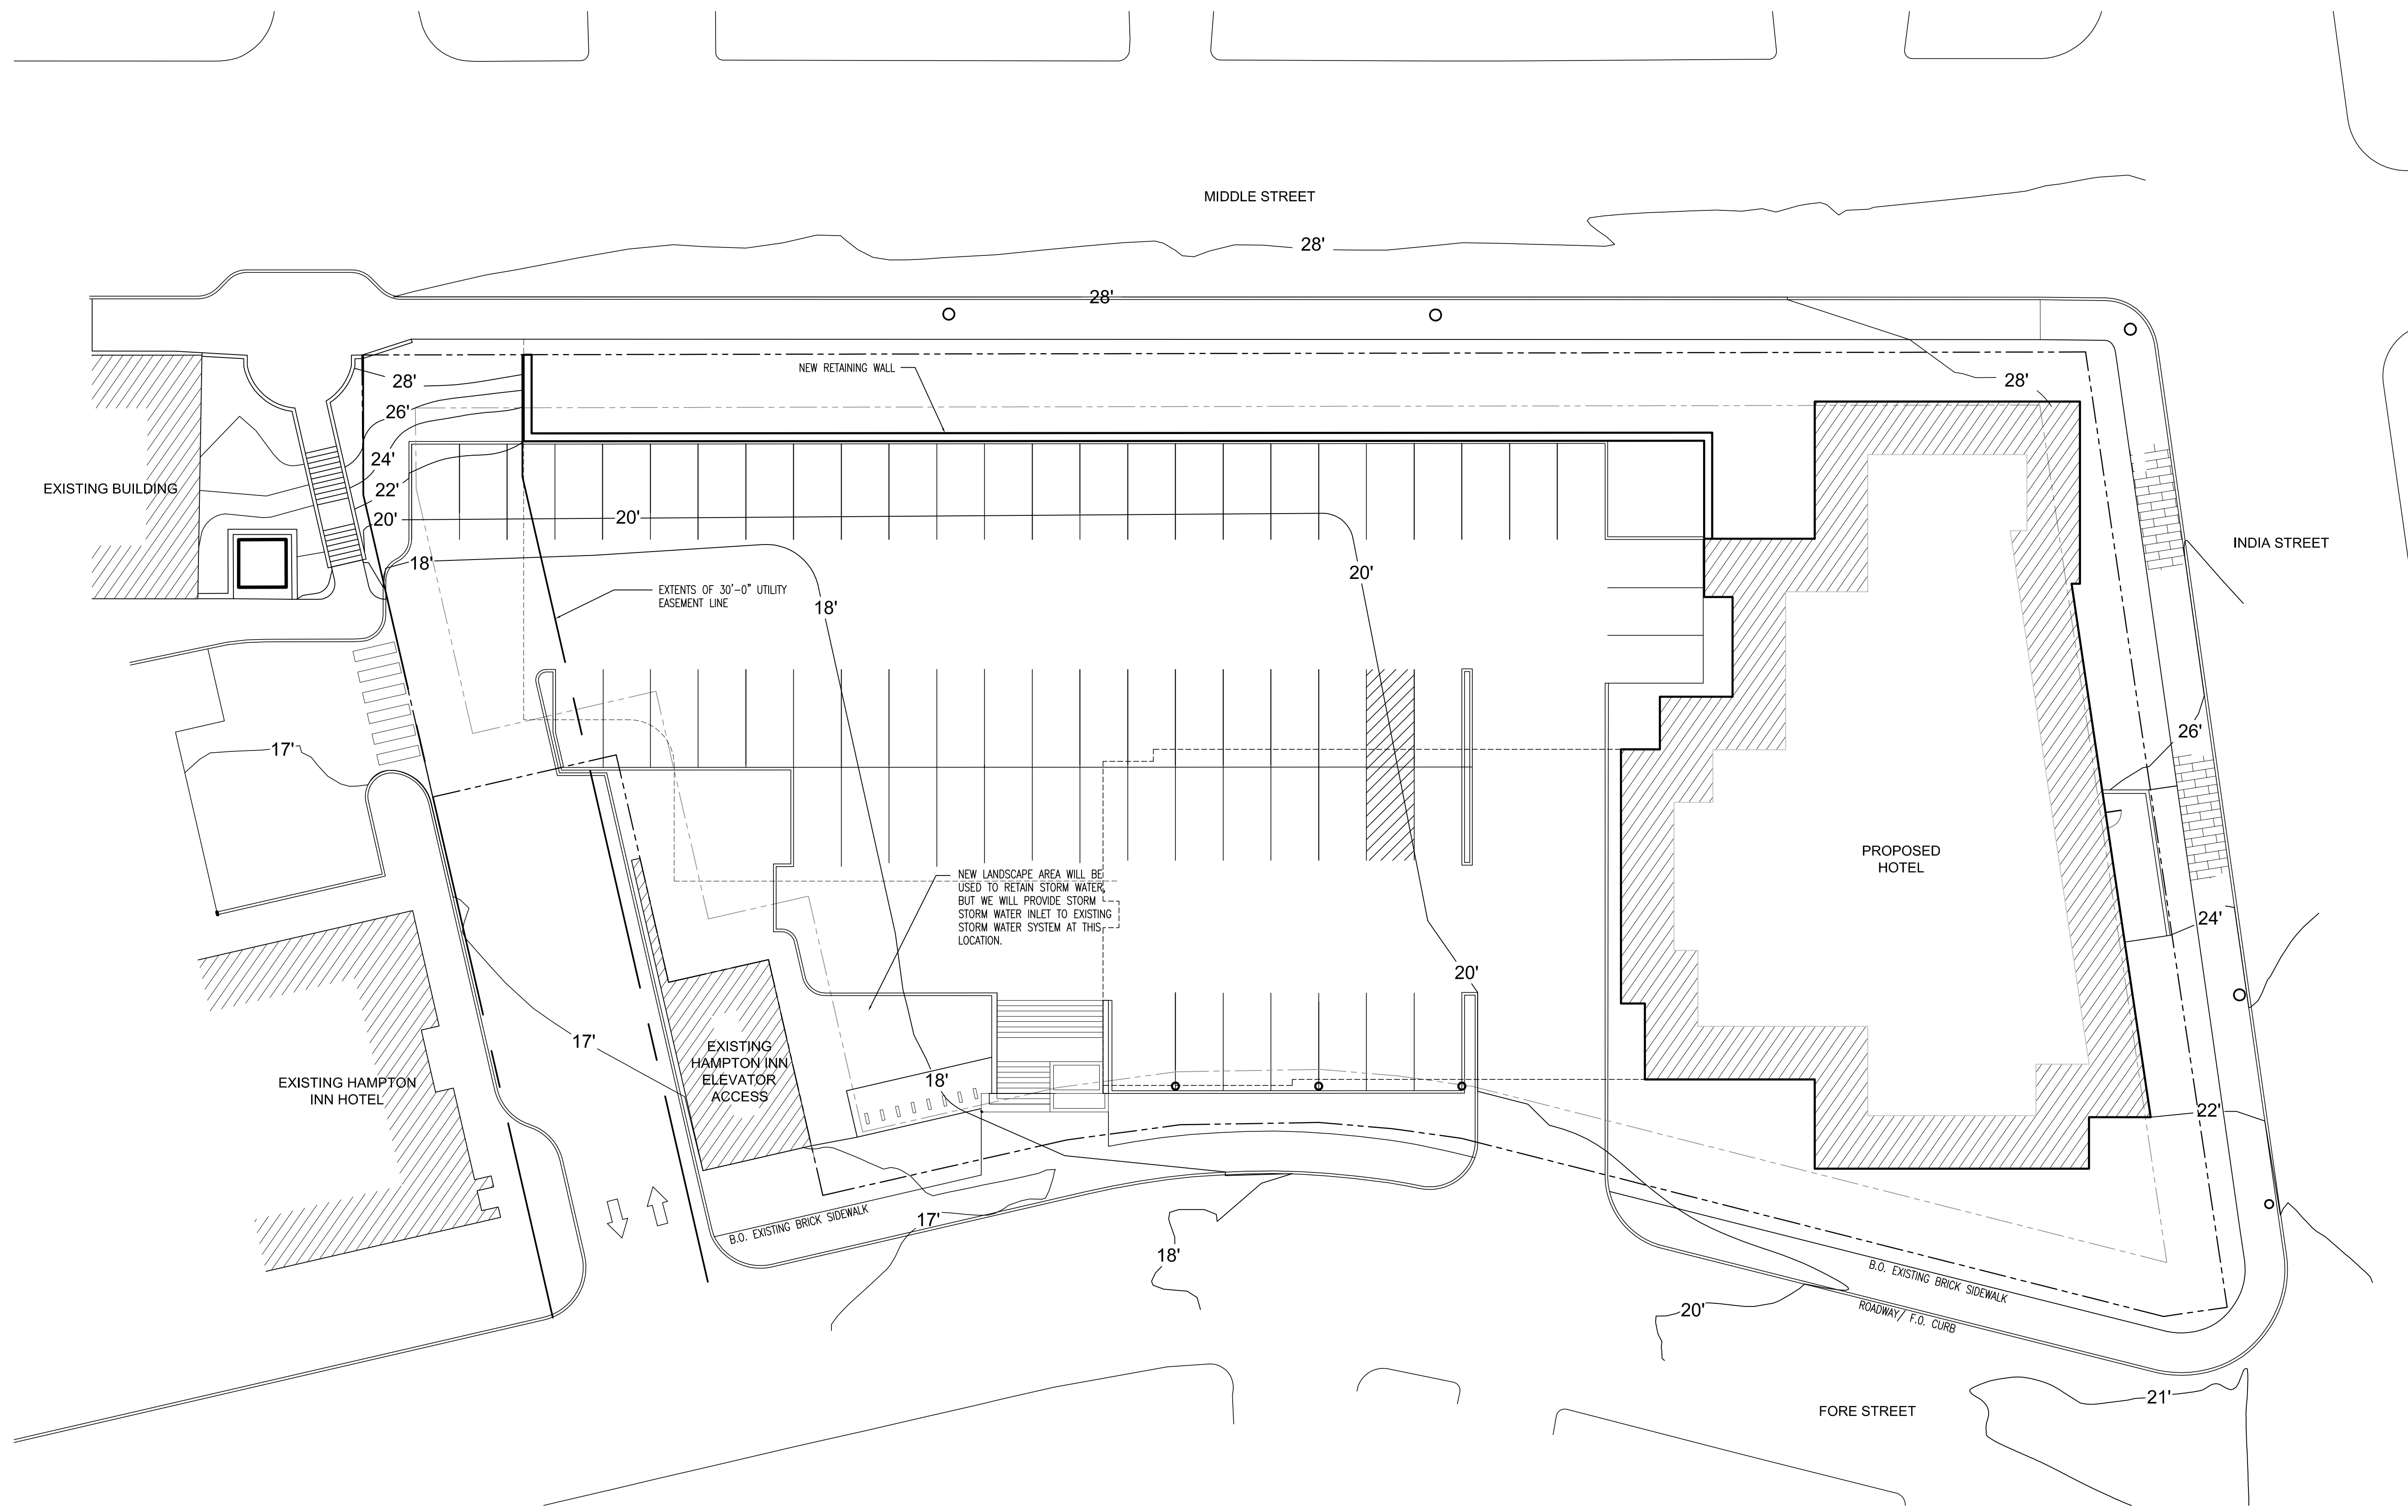 MIDDLE STREET
28'
28'
NEW RETAINING WALL
28'
28'
26'
24'
EXISTING BUILDING
22'
20'
20'
INDIA STREET
18'
20'
EXTENTS OF 30'-0" UTILITY
EASEMENT LINE
18'
26'
17'
PROPOSED
HOTEL
NEW LANDSCAPE AREA WILL BE
USED TO RETAIN STORM WATER,
BUT WE WILL PROVIDE STORM
STORM WATER INLET TO EXISTING
STORM WATER SYSTEM AT THIS
LOCATION.
24'
20'
17'
EXISTING
HAMPTON INN
ELEVATOR
ACCESS
EXISTING HAMPTON
INN HOTEL
18'
22'
B.O. EXISTING BRICK SIDEWALK
17'
18'
B.O. EXISTING BRICK SIDEWALK
ROADWAY/ F.O. CURB
20'
21'
FORE STREET